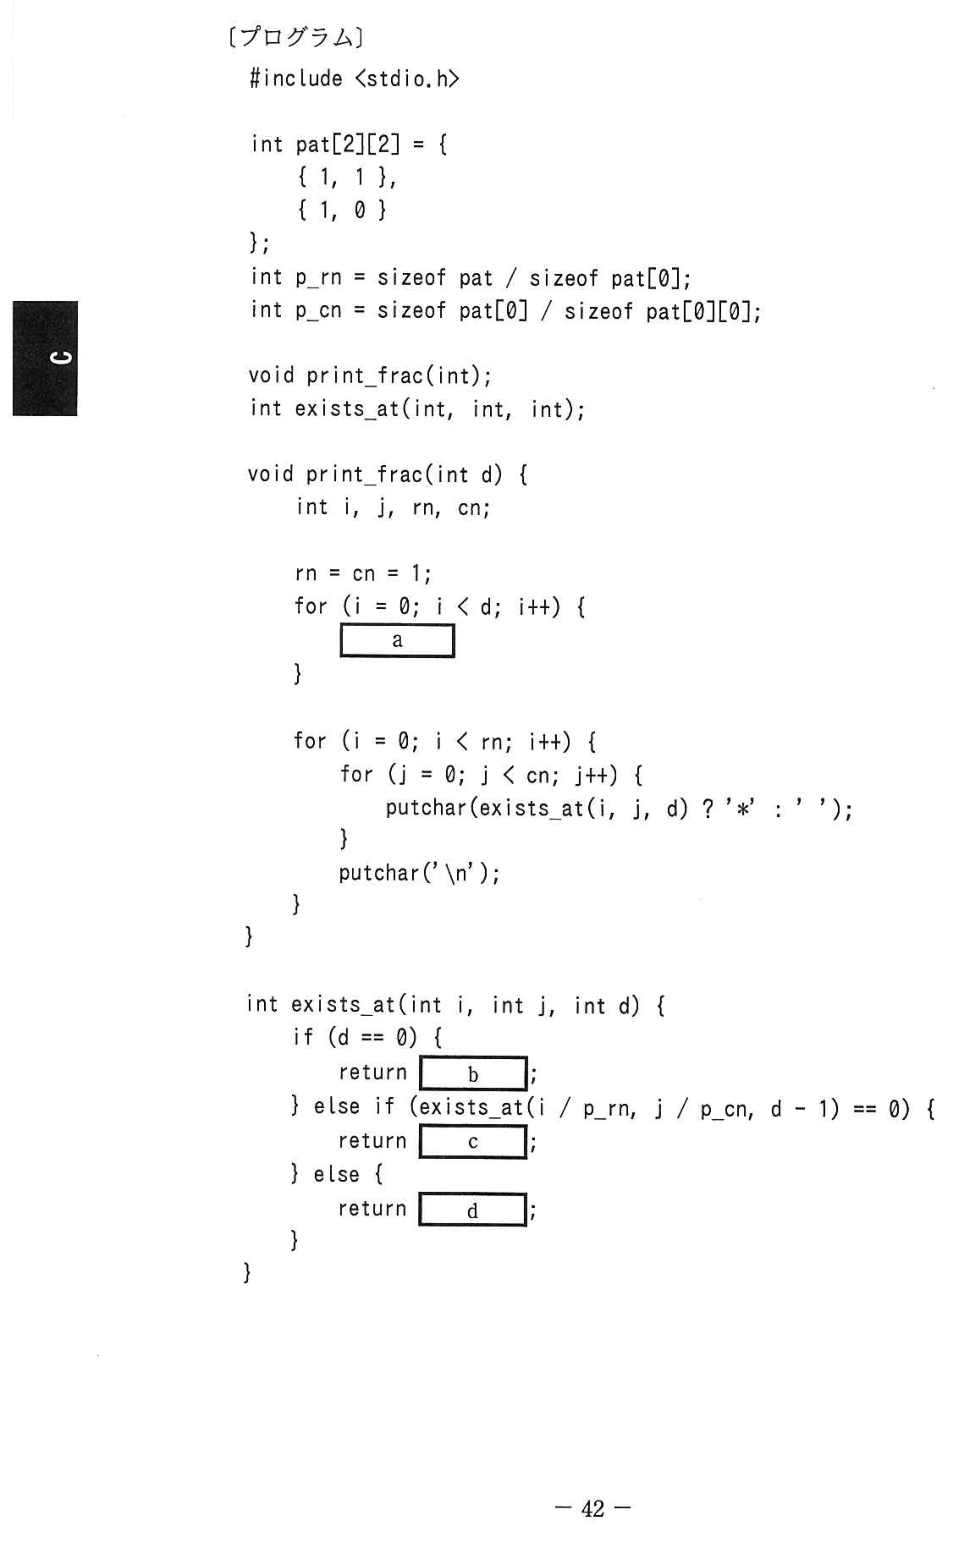 〔プログラム〕
#include <stdio.h>
int pat[2][2] = {
{ 1, 1 },
{ 1, 0 }
};
int p_rn = sizeof pat / sizeof pat[0];
int p_cn = sizeof pat[0] / sizeof pat[0][0];
C
void print_frac(int);
int exists_at(int, int, int);
void print_frac(int d) {
int i, j, rn, cn;
rn = cn = 1;
for (i = 0; i < d; i++) {
a
}
for (i = 0; i < rn; i++) {
for (j = 0; j < cn; j++) {
putchar(exists_at(i, j, d) ? '*' : ' ');
}
putchar('\n');
}
}
int exists_at(int i, int j, int d) {
if (d == 0) {
return b ;
} else if (exists_at(i / p_rn, j / p_cn, d - 1) == 0) {
return c ;
} else {
return d ;
}
}
— 42 —